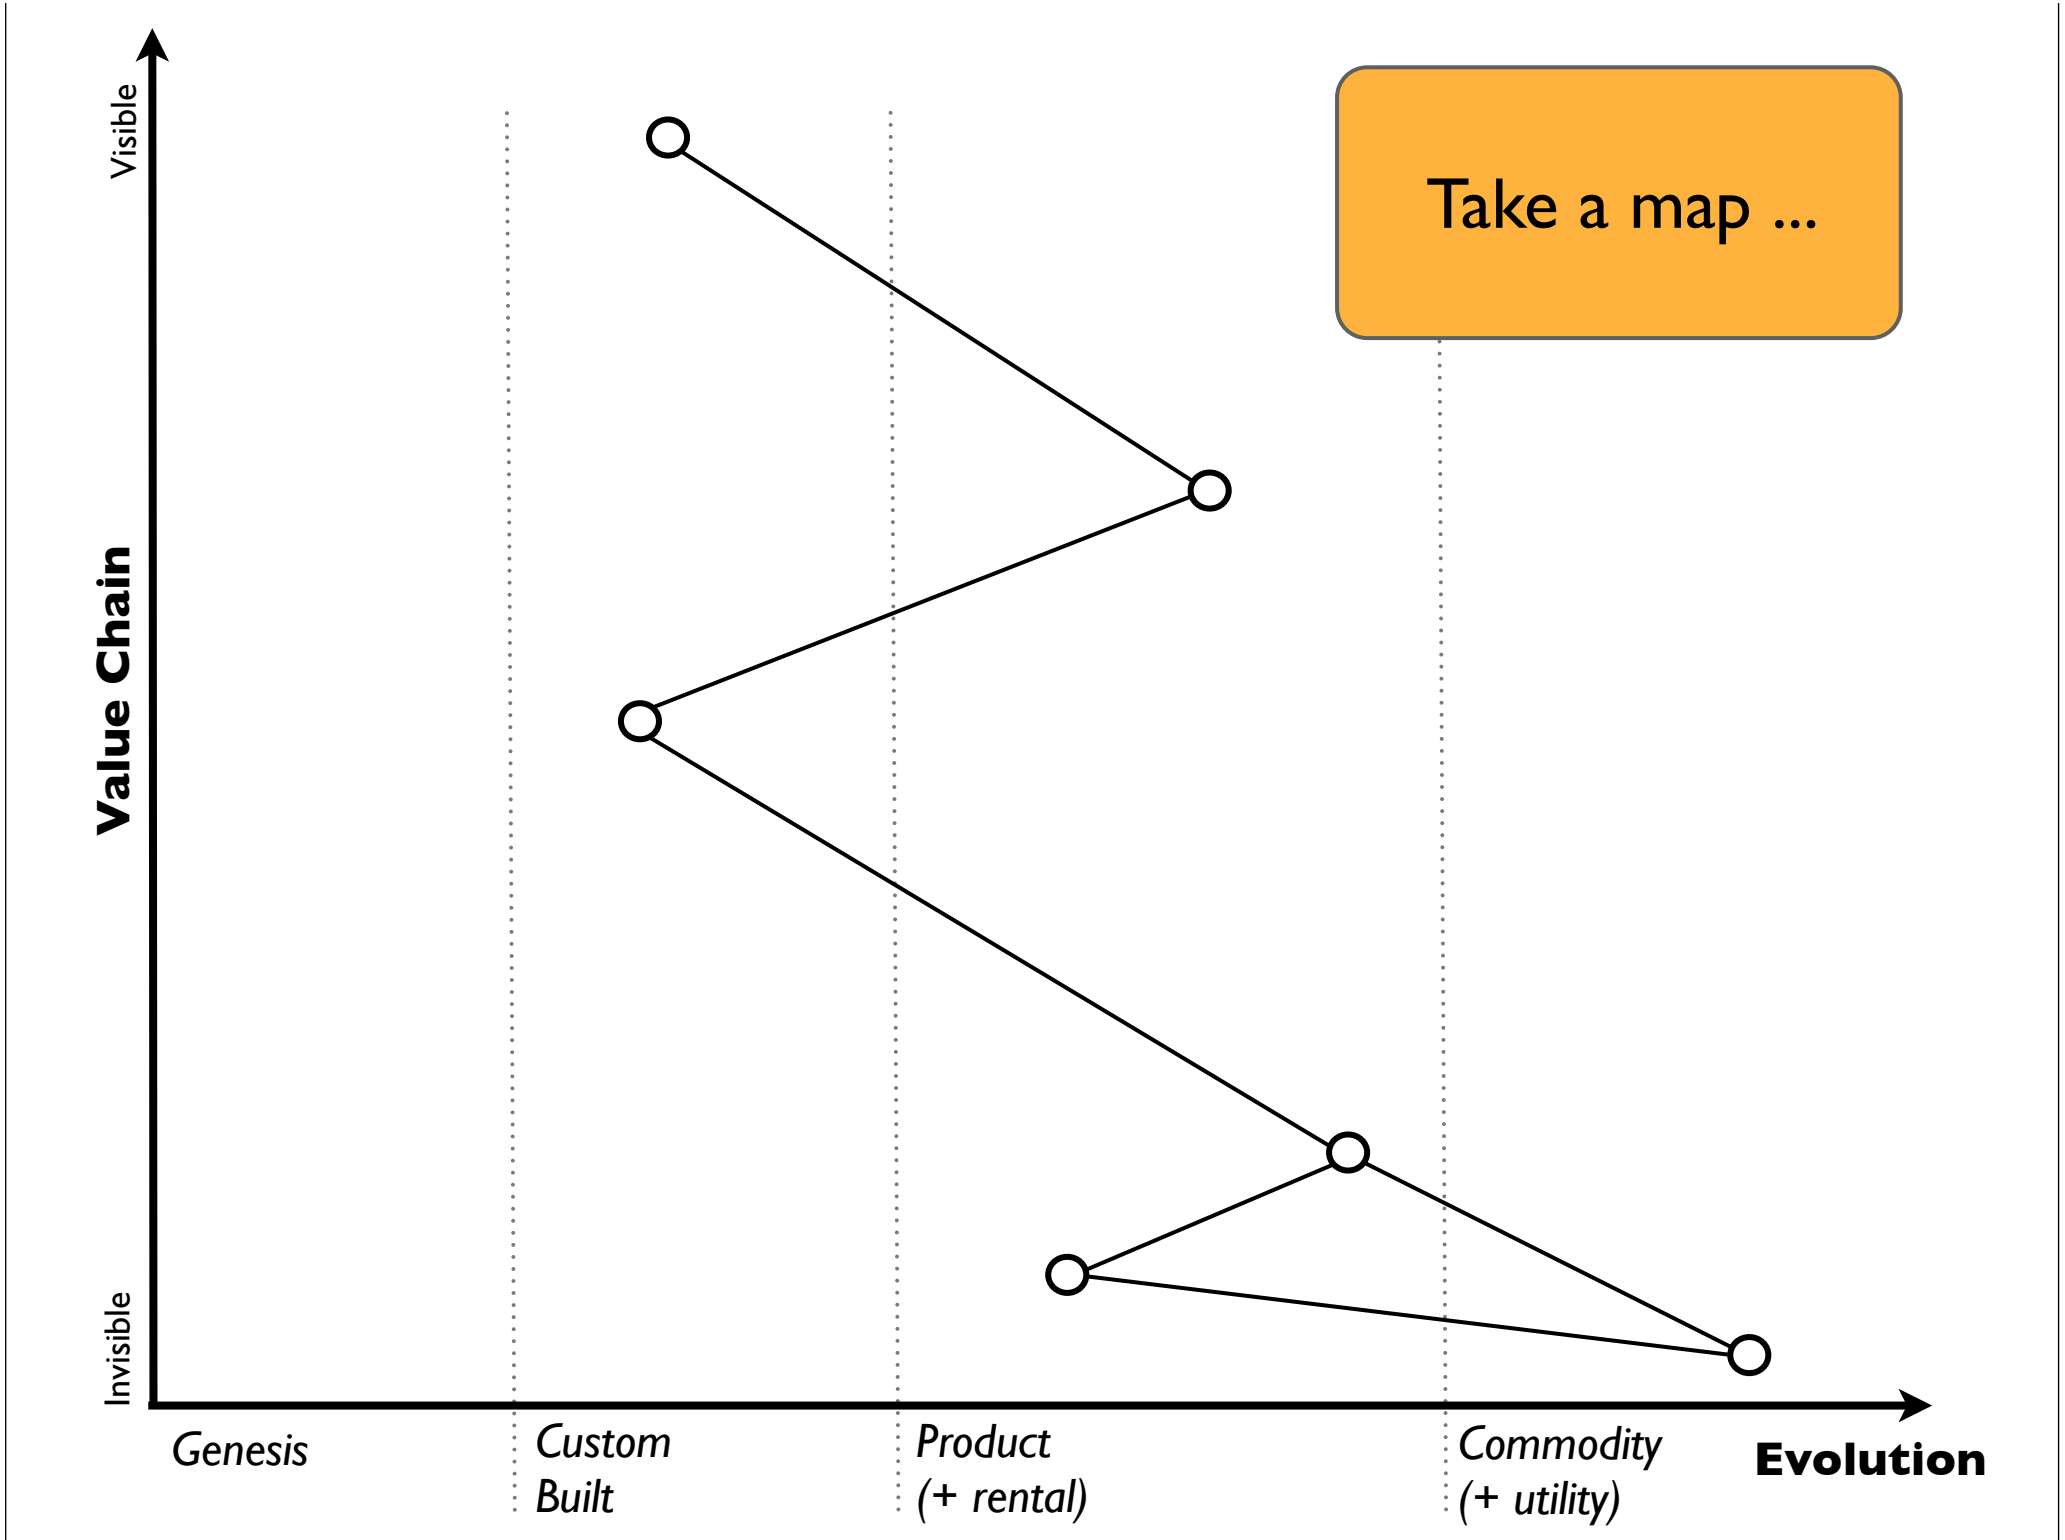 Visible
Take a map ...
Value Chain
Invisible
Genesis
Custom
Built
Product
(+ rental)
Commodity
(+ utility)
Evolution